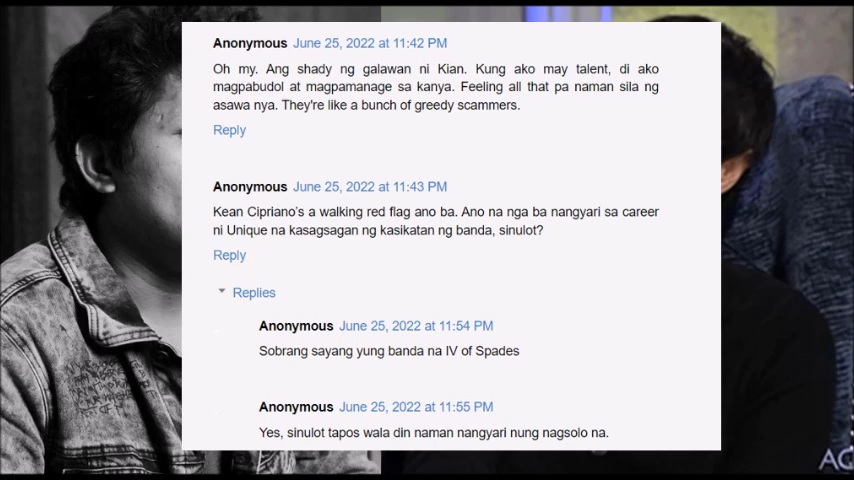 Anonymous June 25, 2022 at 11:42 PM
Oh my. Ang shady ng galawan ni Kian. Kung ako may talent, di ako
magpabudol at magpamanage sa kanya. Feeling all that pa naman sila ng
asawa nya. They're like a bunch of greedy scammers.
Reply
Anonymous June 25, 2022 at 11:43 PM
Kean Cipriano's a walking red flag ano ba. Ano na nga ba nangyari sa career
ni Unique na kasagsagan ng kasikatan ng banda, sinulot?
Reply
Replies
Anonymous June 25, 2022 at 11:54 PM
Sobrang sayang yung banda na IV of Spades
Anonymous June 25, 2022 at 11:55 PM
Yes, sinulot tapos wala din naman nangyari nung nagsolo na.